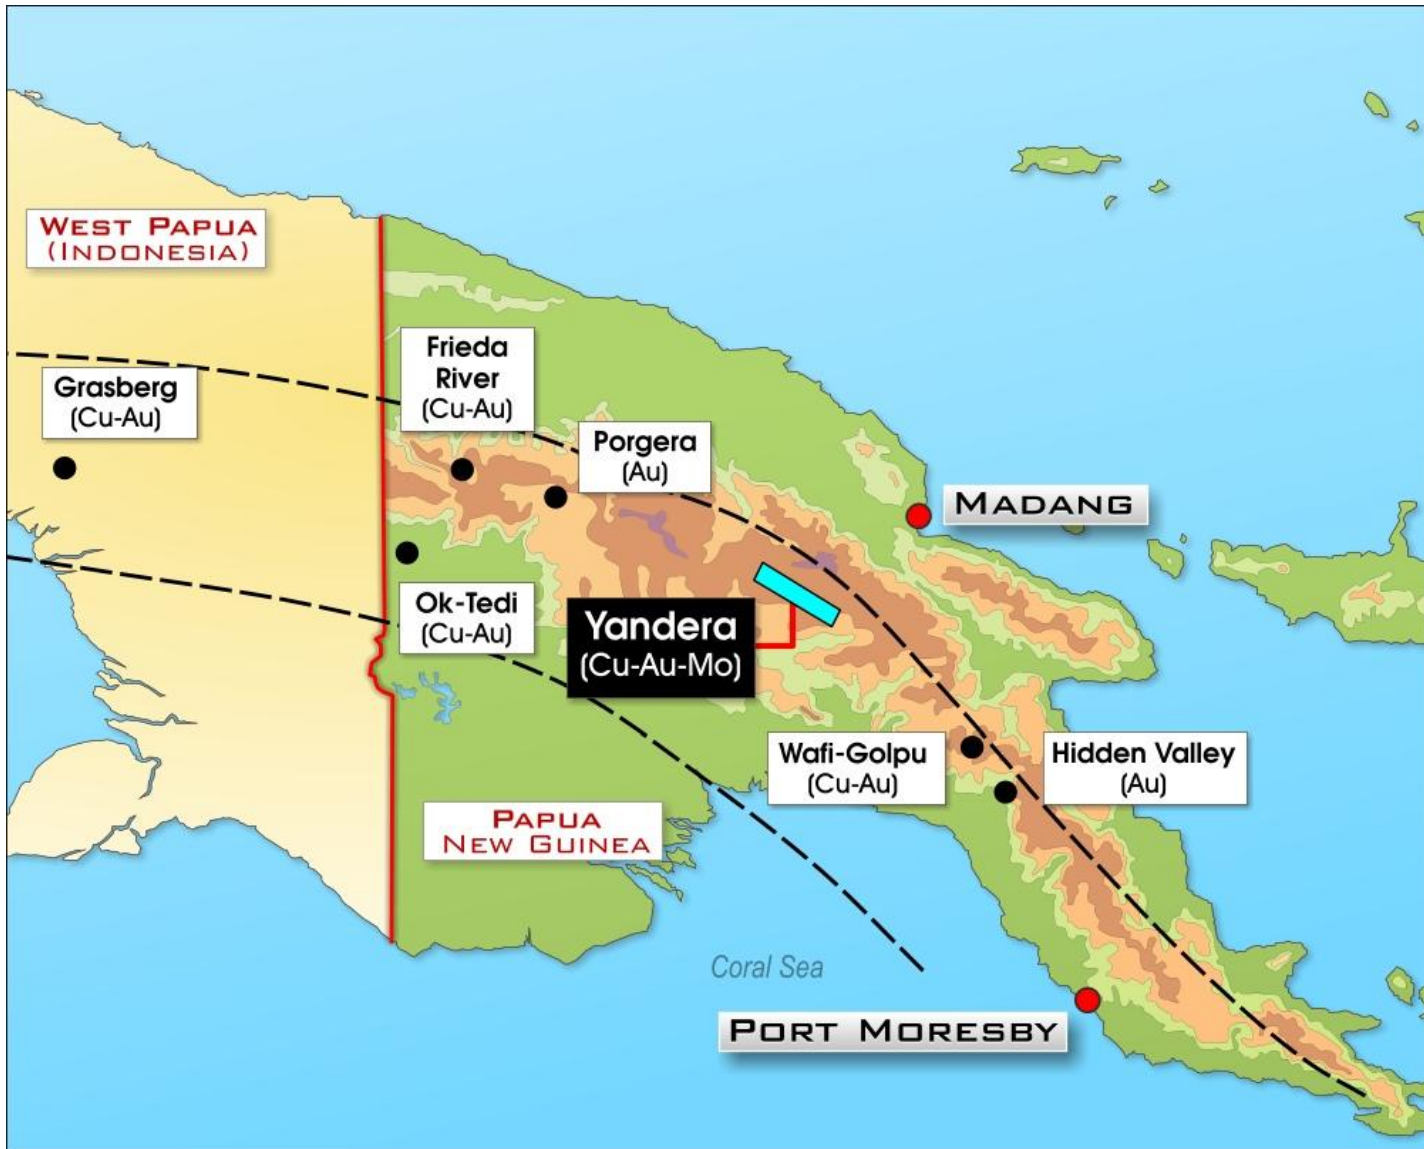 WEST PAPUA
(INDONESIA)
Frieda
River
(Cu-Au)
Grasberg
(Cu-Au)
Porgera
(Au)
MADANG
Ok-Tedi
(Cu-Au)
Yandera
(Cu-Au-Mo)
Wafi-Golpu
(Cu-Au)
Hidden Valley
(Au)
PAPUA
NEW GUINEA
Coral Sea
PORT MORESBY